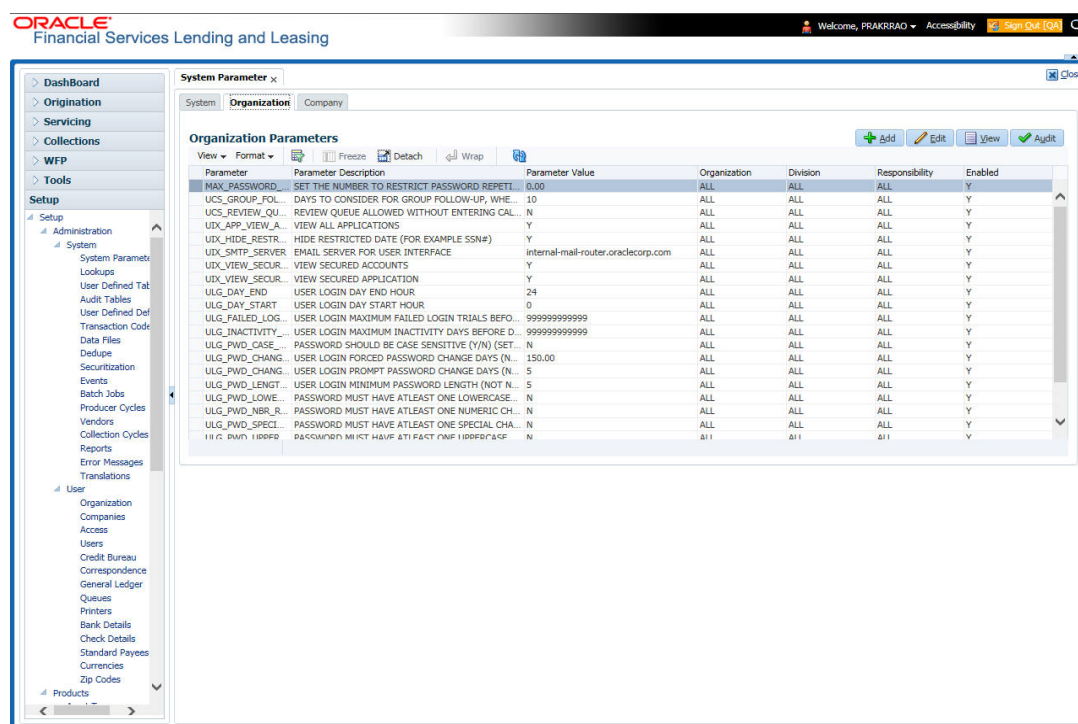 ORACLE
Financial Services Lending and Leasing
Welcome, PRAKRRAO Accessibility Sign Out [QA]
DashBoard
Origination
Servicing
Collections
WFP
Tools
Setup
Setup
Administration
System
System Paramete
Lookups
User Defined Tab
Audit Tables
User Defined Def
Transaction Code
Data Files
Dedupe
Securitization
Events
Batch Jobs
Producer Cycles
Vendors
Collection Cycles
Reports
Error Messages
Translations
User
Organization
Companies
Access
Users
Credit Bureau
Correspondence
General Ledger
Queues
Printers
Bank Details
Check Details
Standard Payees
Currencies
Zip Codes
Products
System Parameter x
Clos
System Organization Company
Organization Parameters
Add Edit View Audit
View Format Freeze Detach Wrap
Parameter Parameter Description Parameter Value Organization Division Responsibility Enabled
MAX_PASSWORD_... SET THE NUMBER TO RESTRICT PASSWORD REPETI... 0.00 ALL ALL ALL Y
UCS_GROUP_FOL... DAYS TO CONSIDER FOR GROUP FOLLOW-UP, WHE... 10 ALL ALL ALL Y
UCS_REVIEW_QU... REVIEW QUEUE ALLOWED WITHOUT ENTERING CAL... N ALL ALL ALL Y
UIX_APP_VIEW_A... VIEW ALL APPLICATIONS Y ALL ALL ALL Y
UIX_HIDE_RESTR... HIDE RESTRICTED DATE (FOR EXAMPLE SSN#) Y ALL ALL ALL Y
UIX_SMTP_SERVER EMAIL SERVER FOR USER INTERFACE internal-mail-router.oraclecorp.com ALL ALL ALL Y
UIX_VIEW_SECUR... VIEW SECURED ACCOUNTS Y ALL ALL ALL Y
UIX_VIEW_SECUR... VIEW SECURED APPLICATION Y ALL ALL ALL Y
ULG_DAY_END USER LOGIN DAY END HOUR 24 ALL ALL ALL Y
ULG_DAY_START USER LOGIN DAY START HOUR 0 ALL ALL ALL Y
ULG_FAILED_LOG... USER LOGIN MAXIMUM FAILED LOGIN TRIALS BEFO... 999999999999 ALL ALL ALL Y
ULG_INACTIVITY_... USER LOGIN MAXIMUM INACTIVITY DAYS BEFORE D... 999999999999 ALL ALL ALL Y
ULG_PWD_CASE_... PASSWORD SHOULD BE CASE SENSITIVE (Y/N) (SET... N ALL ALL ALL Y
ULG_PWD_CHANG... USER LOGIN FORCED PASSWORD CHANGE DAYS (N... 150.00 ALL ALL ALL Y
ULG_PWD_CHANG... USER LOGIN PROMPT PASSWORD CHANGE DAYS (N... 5 ALL ALL ALL Y
ULG_PWD_LENGT... USER LOGIN MINIMUM PASSWORD LENGTH (NOT N... 5 ALL ALL ALL Y
ULG_PWD_LOWE... PASSWORD MUST HAVE ATLEAST ONE LOWERCASE... N ALL ALL ALL Y
ULG_PWD_NBR_R... PASSWORD MUST HAVE ATLEAST ONE NUMERIC CH... N ALL ALL ALL Y
ULG_PWD_SPECI... PASSWORD MUST HAVE ATLEAST ONE SPECIAL CHA... N ALL ALL ALL Y
ULG_PWD_UPPER... PASSWORD MUST HAVE ATLEAST ONE UPPERCASE... N ALL ALL ALL Y